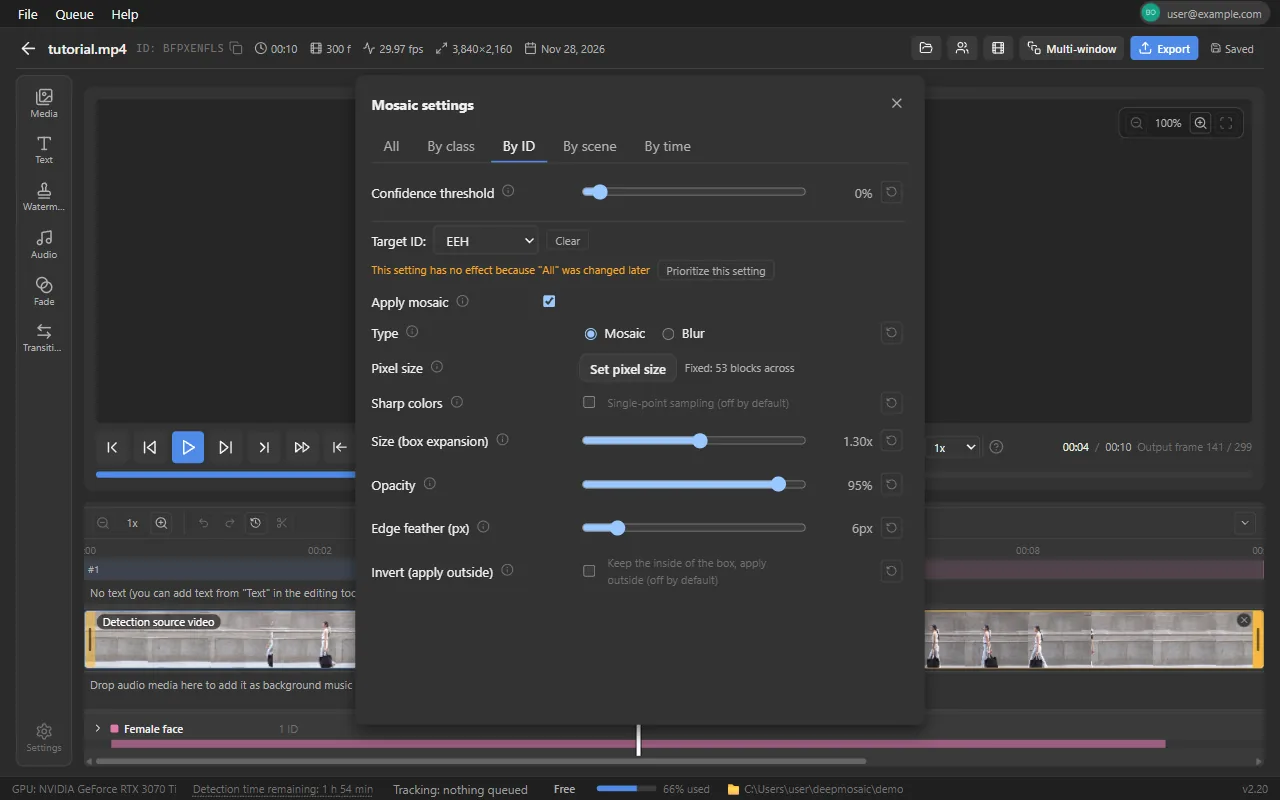 File Queue Help
BO user@example.com
tutorial.mp4 ID: BFPXENFLS 00:10 300 f 29.97 fps 3,840×2,160 Nov 28, 2026 Multi-window Export Saved
Media
Text
Waterm...
Audio
Fade
Transiti...
Settings
Mosaic settings
All By class By ID By scene By time
Confidence threshold 0%
Target ID: EEH Clear
This setting has no effect because "All" was changed later Prioritize this setting
Apply mosaic
Type Mosaic Blur
Pixel size Set pixel size Fixed: 53 blocks across
Sharp colors Single-point sampling (off by default)
Size (box expansion) 1.30x
Opacity 95%
Edge feather (px) 6px
Invert (apply outside) Keep the inside of the box, apply
outside (off by default)
100%
1x 00:04 / 00:10 Output frame 141 / 299
1x
:00 00:02 00:08 00:
#1
No text (you can add text from "Text" in the editing too
Detection source video
Drop audio media here to add it as background music
Female face 1 ID
GPU: NVIDIA GeForce RTX 3070 Ti Detection time remaining: 1 h 54 min Tracking: nothing queued Free 66% used C:\Users\user\deepmosaic\demo v2.20